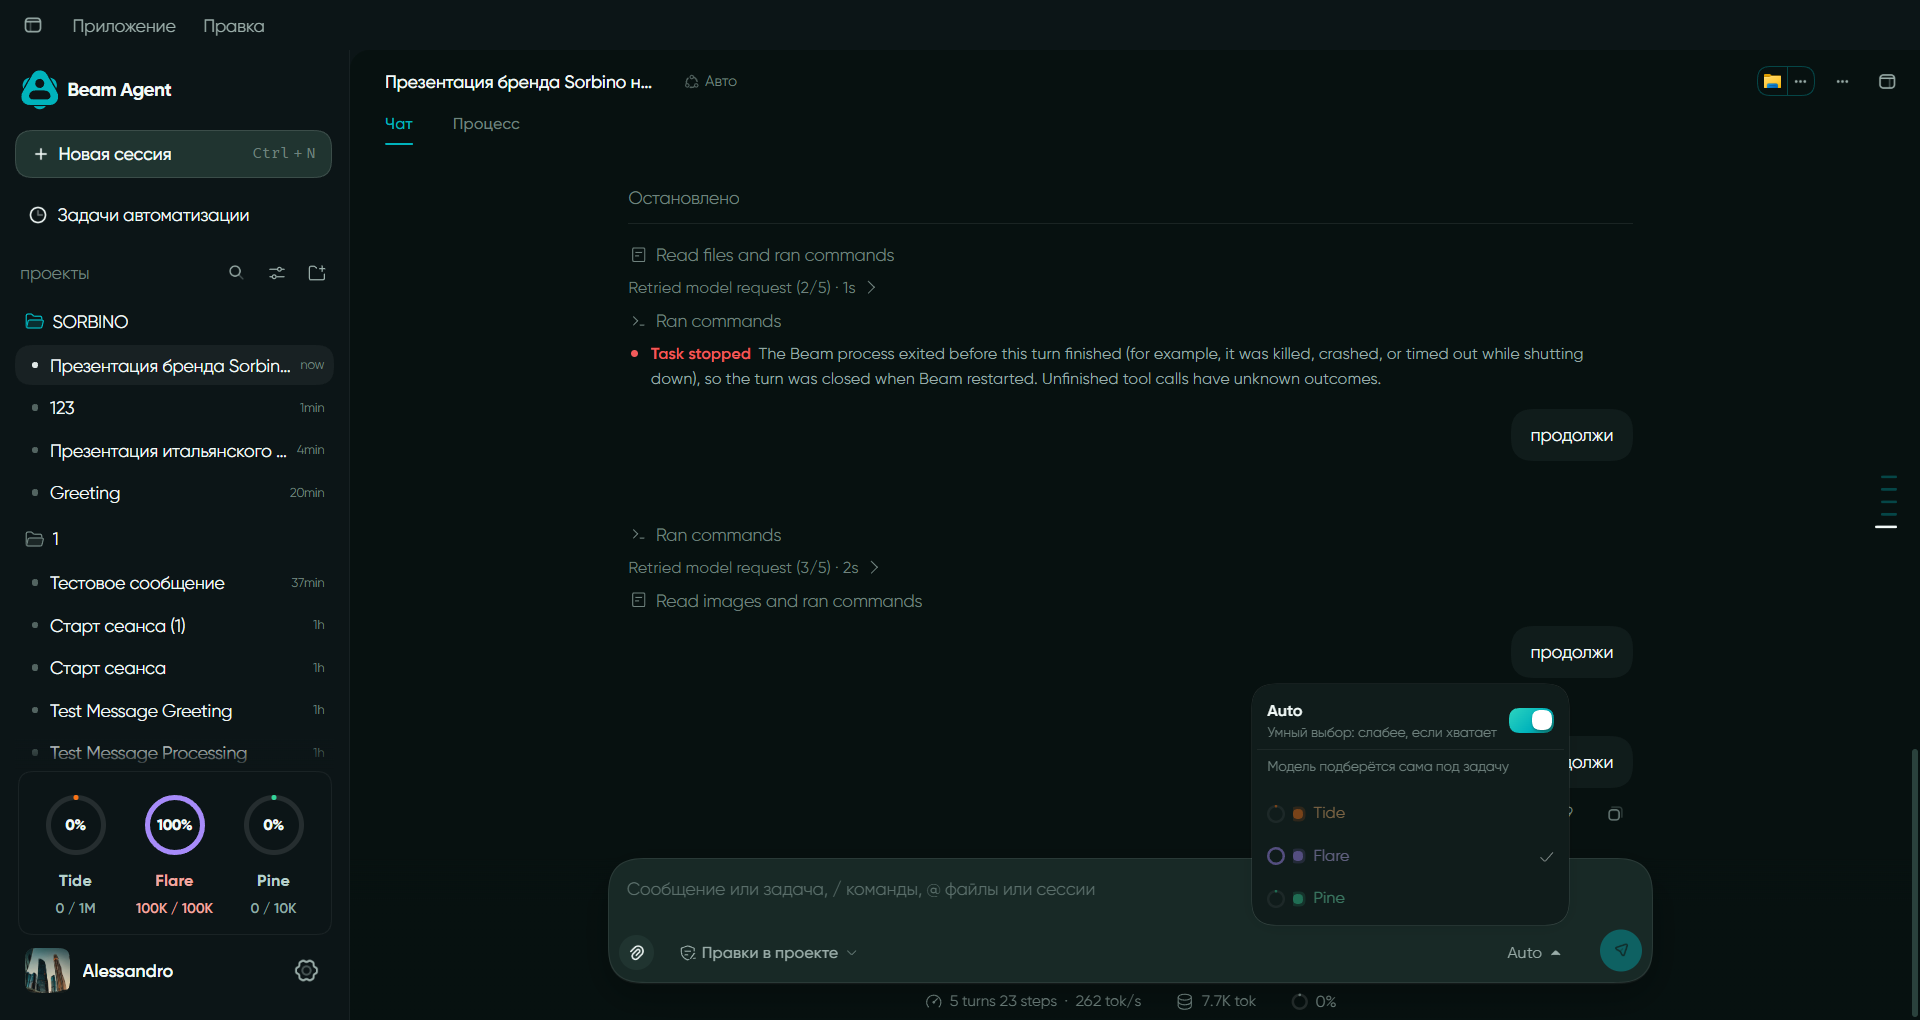 Приложение
Правка
Beam Agent
Новая сессия
Ctrl + N
Задачи автоматизации
проекты
SORBINO
Презентация бренда Sorbin...
now
123
1min
Презентация итальянского ...
4min
Greeting
20min
1
Тестовое сообщение
37min
Старт сеанса (1)
1h
Старт сеанса
1h
Test Message Greeting
1h
Test Message Processing
1h
0%
100%
0%
Tide
Flare
Pine
0 / 1M
100K / 100K
0 / 10K
Alessandro
Презентация бренда Sorbino н...
Авто
Чат
Процесс
Остановлено
Read files and ran commands
Retried model request (2/5) · 1s
Ran commands
Task stopped The Beam process exited before this turn finished (for example, it was killed, crashed, or timed out while shutting
down), so the turn was closed when Beam restarted. Unfinished tool calls have unknown outcomes.
продолжи
Ran commands
Retried model request (3/5) · 2s
Read images and ran commands
продолжи
Auto
Умный выбор: слабее, если хватает
Модель подберётся сама под задачу
Tide
Flare
Pine
Сообщение или задача, / команды, @ файлы или сессии
Правки в проекте
Auto
5 turns 23 steps · 262 tok/s
7.7K tok
0%